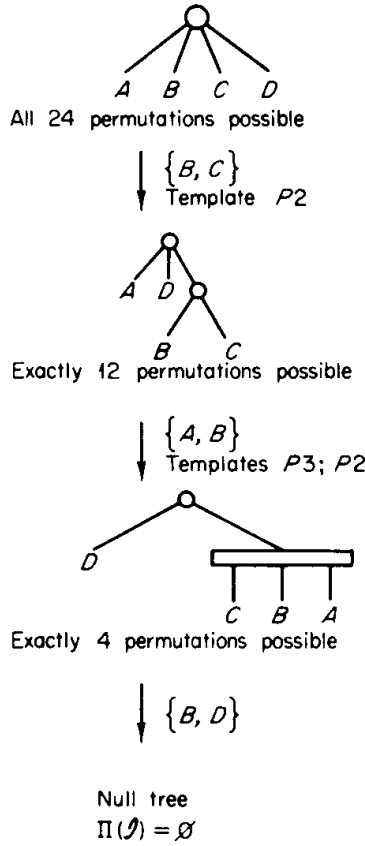 A B C D
All 24 permutations possible
{B, C}
Template P2
A D
B C
Exactly 12 permutations possible
{A, B}
Templates P3; P2
D
C B A
Exactly 4 permutations possible
{B, D}
Null tree
Π(𝒯) = ∅